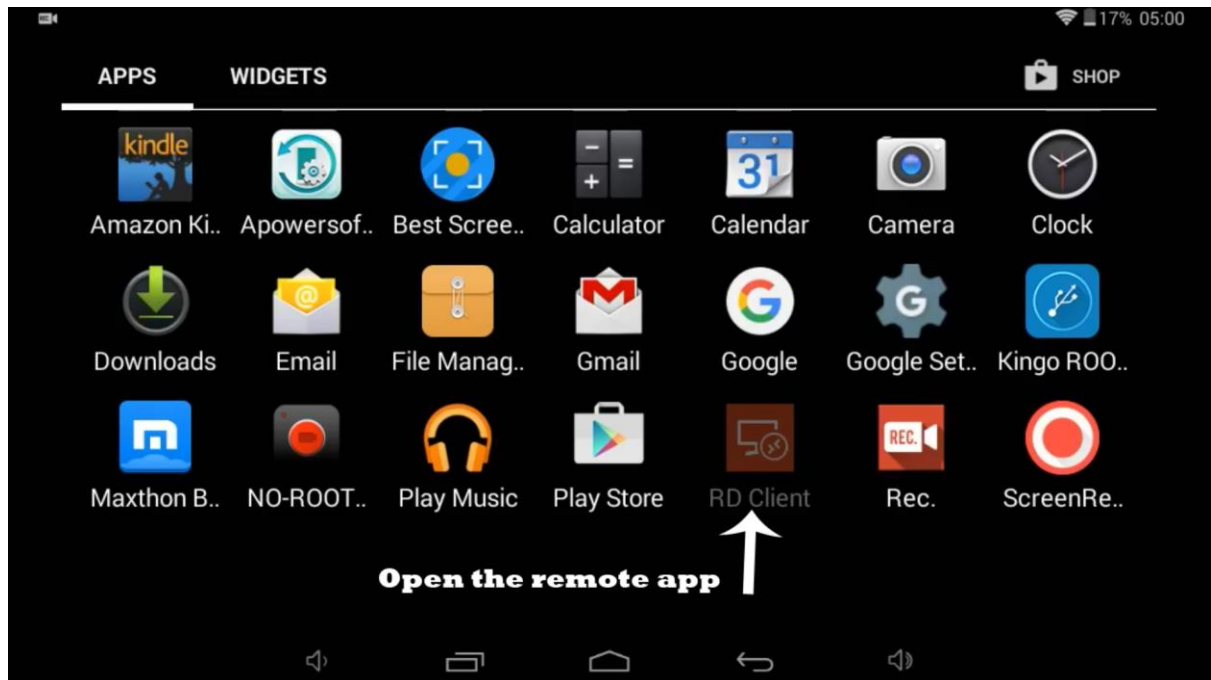 17% 05:00
APPS WIDGETS SHOP
kindle 31
Amazon Ki.. Apowersof.. Best Scree.. Calculator Calendar Camera Clock
@ G G
Downloads Email File Manag.. Gmail Google Google Set.. Kingo ROO..
REC.
Maxthon B.. NO-ROOT.. Play Music Play Store RD Client Rec. ScreenRe..
Open the remote app